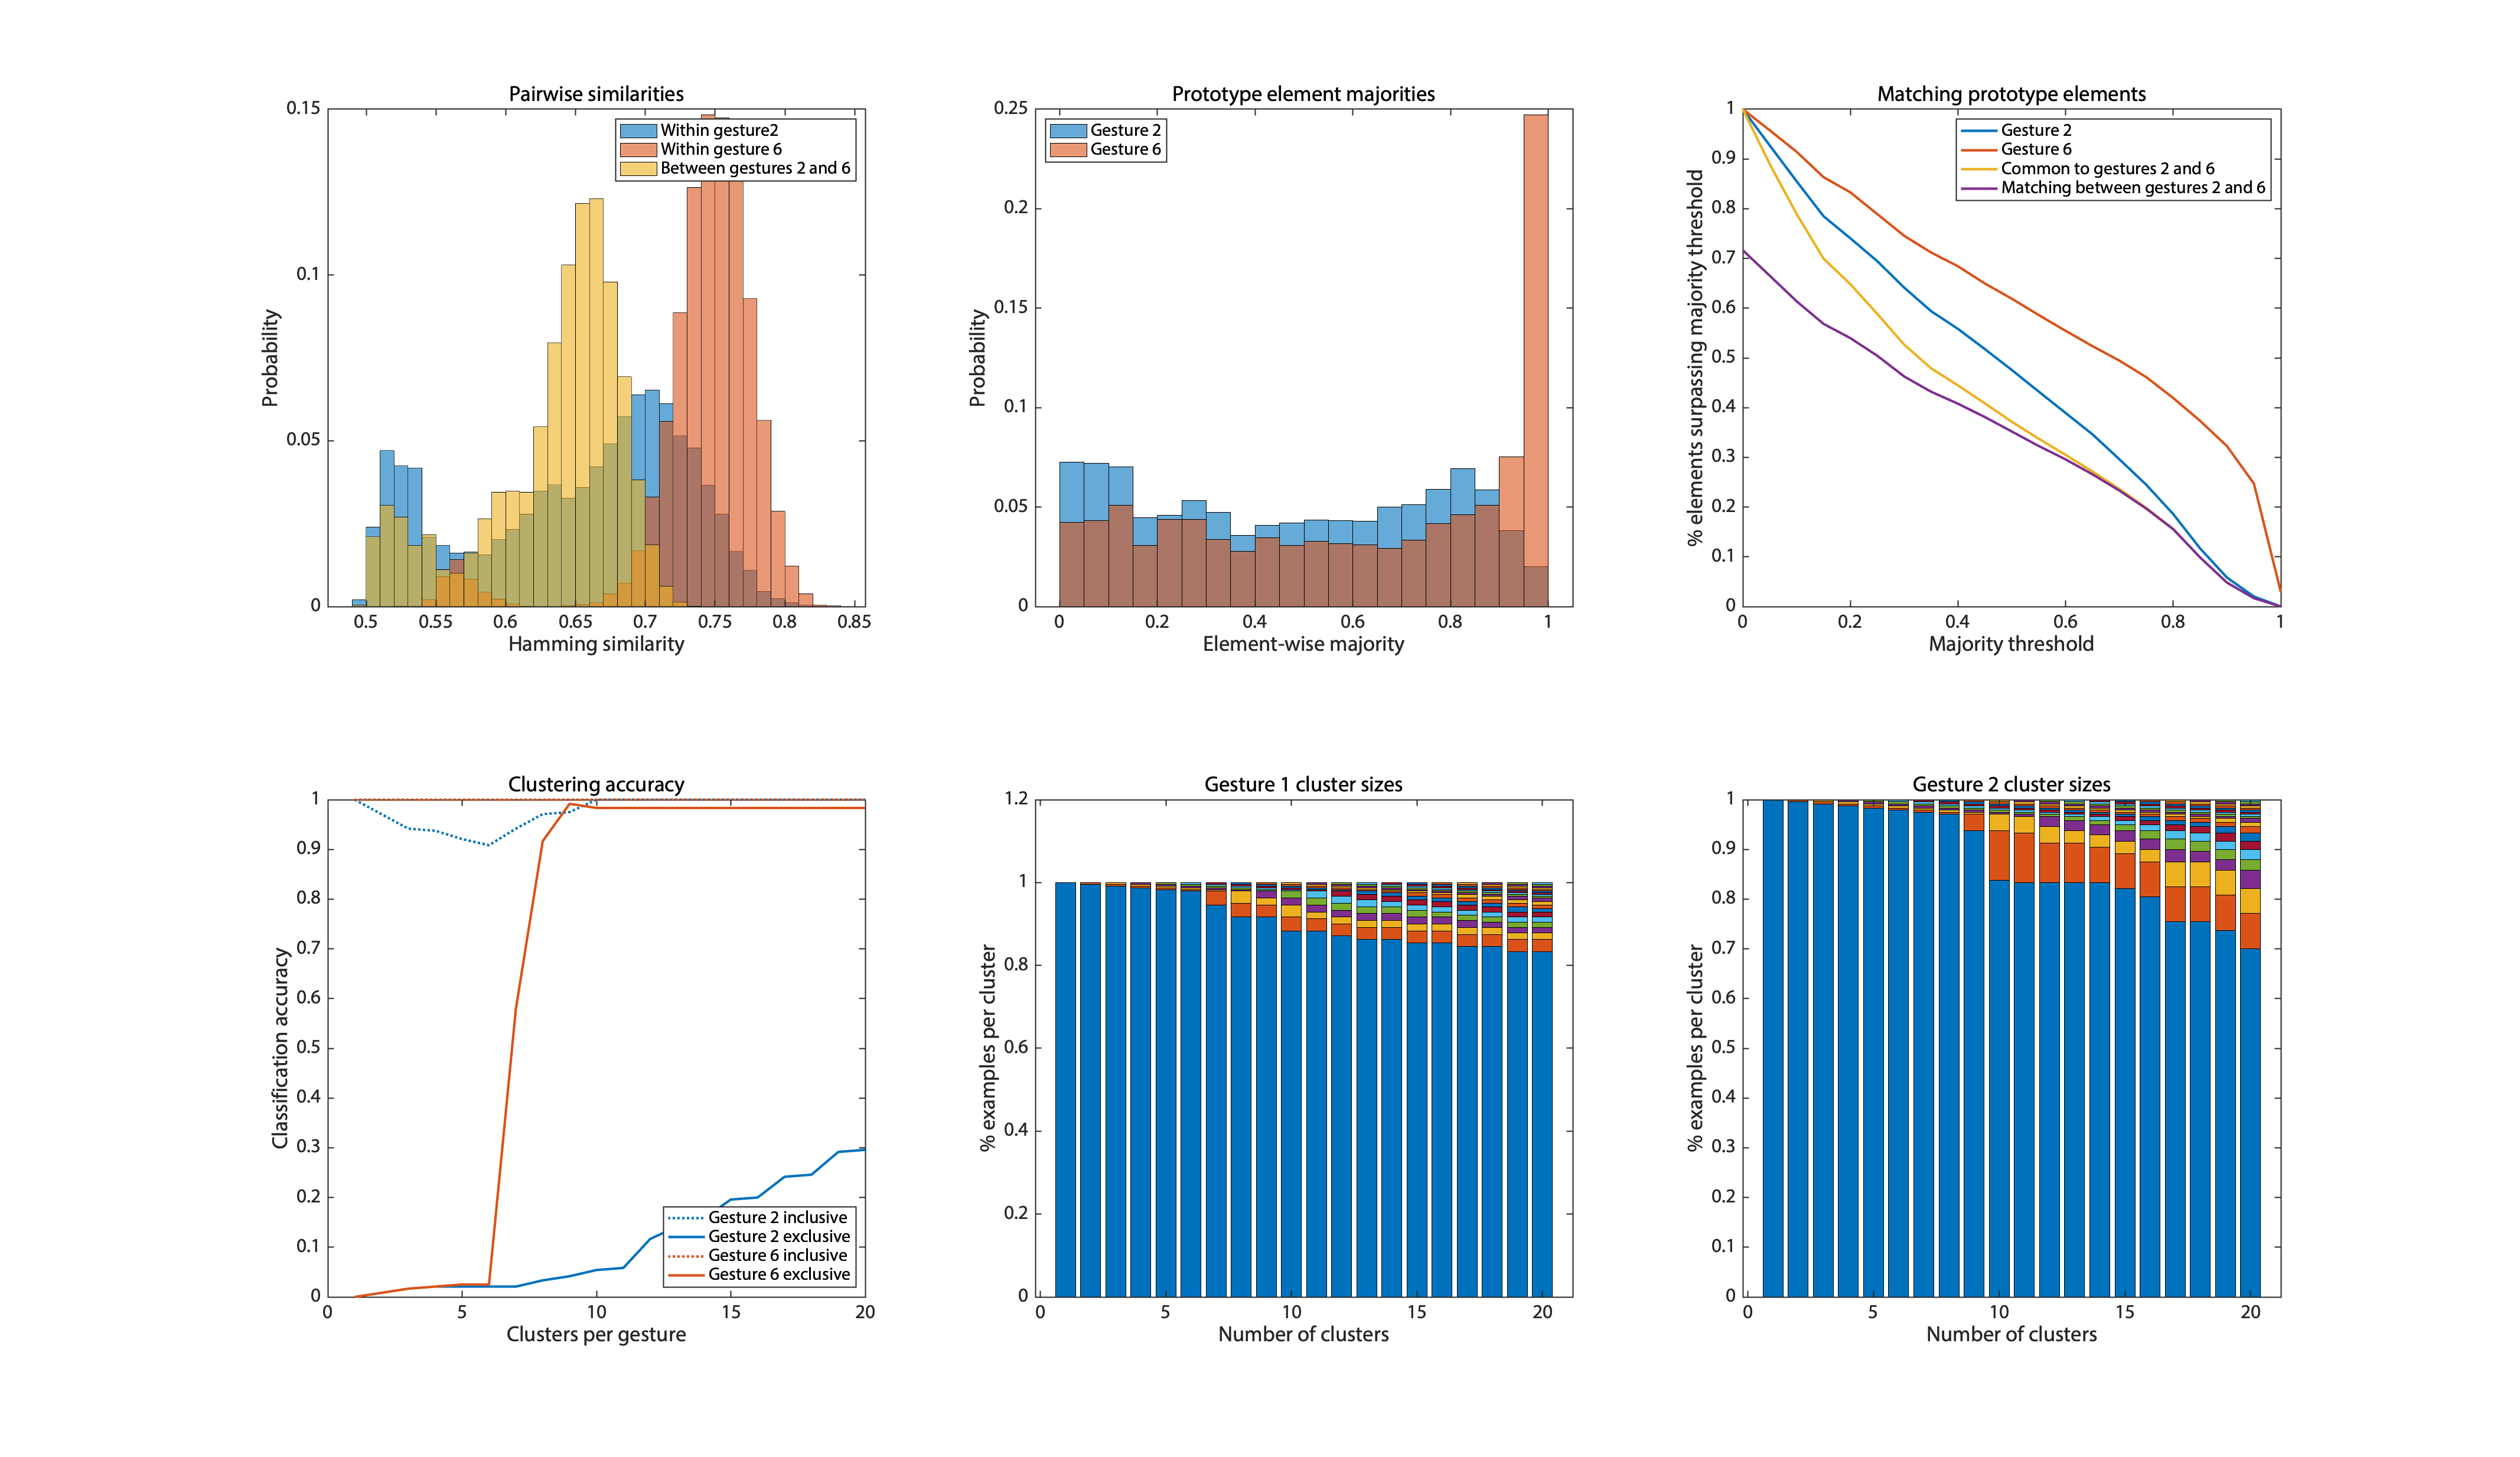 Pairwise similarities
0.15
0.1
0.05
0
Probability
Within gesture2
Within gesture 6
Between gestures 2 and 6
0.5 0.55 0.6 0.65 0.7 0.75 0.8 0.85
Hamming similarity
Prototype element majorities
0.25
0.2
0.15
0.1
0.05
0
Probability
Gesture 2
Gesture 6
0 0.2 0.4 0.6 0.8 1
Element-wise majority
Matching prototype elements
1
0.9
0.8
0.7
0.6
0.5
0.4
0.3
0.2
0.1
0
% elements surpassing majority threshold
Gesture 2
Gesture 6
Common to gestures 2 and 6
Matching between gestures 2 and 6
0 0.2 0.4 0.6 0.8 1
Majority threshold
Clustering accuracy
1
0.9
0.8
0.7
0.6
0.5
0.4
0.3
0.2
0.1
0
Classification accuracy
Gesture 2 inclusive
Gesture 2 exclusive
Gesture 6 inclusive
Gesture 6 exclusive
0 5 10 15 20
Clusters per gesture
Gesture 1 cluster sizes
1.2
1
0.8
0.6
0.4
0.2
0
% examples per cluster
0 5 10 15 20
Number of clusters
Gesture 2 cluster sizes
1
0.9
0.8
0.7
0.6
0.5
0.4
0.3
0.2
0.1
0
% examples per cluster
0 5 10 15 20
Number of clusters